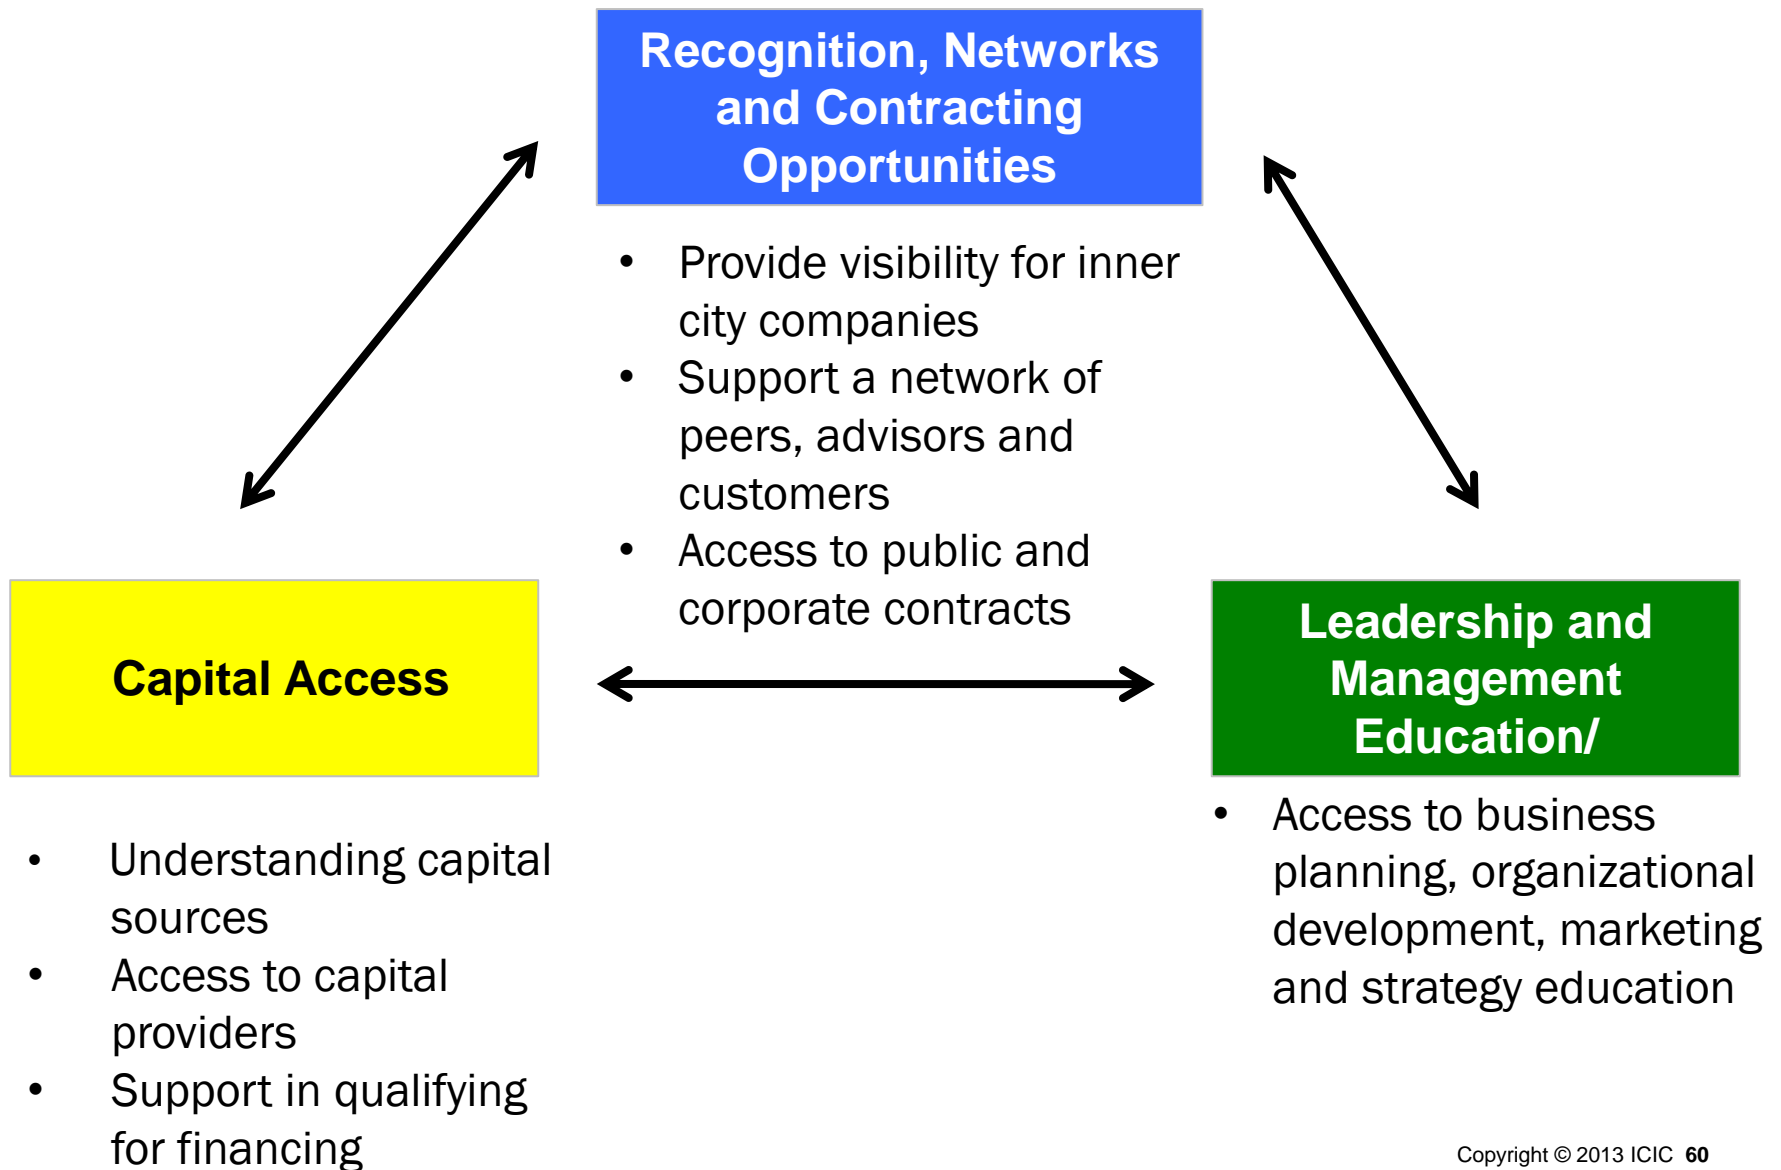 Recognition, Networks
and Contracting
Opportunities
• Provide visibility for inner
city companies
• Support a network of
peers, advisors and
customers
• Access to public and
corporate contracts
Capital Access
• Understanding capital
sources
• Access to capital
providers
• Support in qualifying
for financing
Leadership and
Management
Education/
• Access to business
planning, organizational
development, marketing
and strategy education
Copyright © 2013 ICIC 60